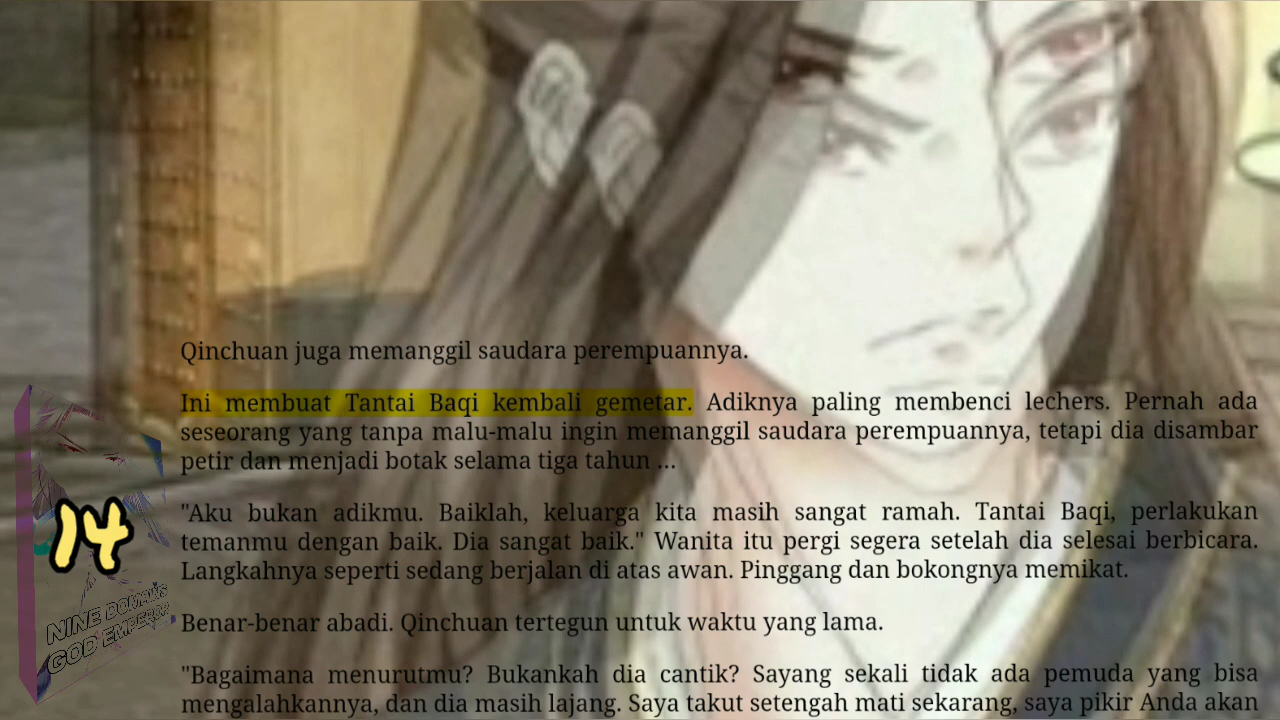 Qinchuan juga memanggil saudara perempuannya.
Ini membuat Tantai Baqi kembali gemetar. Adiknya paling membenci lechers. Pernah ada
seseorang yang tanpa malu-malu ingin memanggil saudara perempuannya, tetapi dia disambar
petir dan menjadi botak selama tiga tahun ...
"Aku bukan adikmu. Baiklah, keluarga kita masih sangat ramah. Tantai Baqi, perlakukan
temanmu dengan baik. Dia sangat baik." Wanita itu pergi segera setelah dia selesai berbicara.
Langkahnya seperti sedang berjalan di atas awan. Pinggang dan bokongnya memikat.
Benar-benar abadi. Qinchuan tertegun untuk waktu yang lama.
"Bagaimana menurutmu? Bukankah dia cantik? Sayang sekali tidak ada pemuda yang bisa
mengalahkannya, dan dia masih lajang. Saya takut setengah mati sekarang, saya pikir Anda akan
14
NINE DOMAINS
GOD EMPEROR